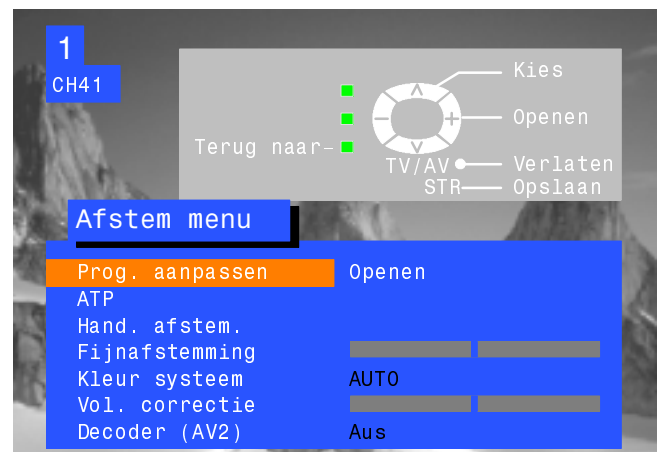 1
CH41
Kies
Openen
Terug naar
TV/AV Verlaten
STR Opslaan
Afstem menu
Prog. aanpassen Openen
ATP
Hand. afstem.
Fijnafstemming
Kleur systeem AUTO
Vol. correctie
Decoder (AV2) Aus